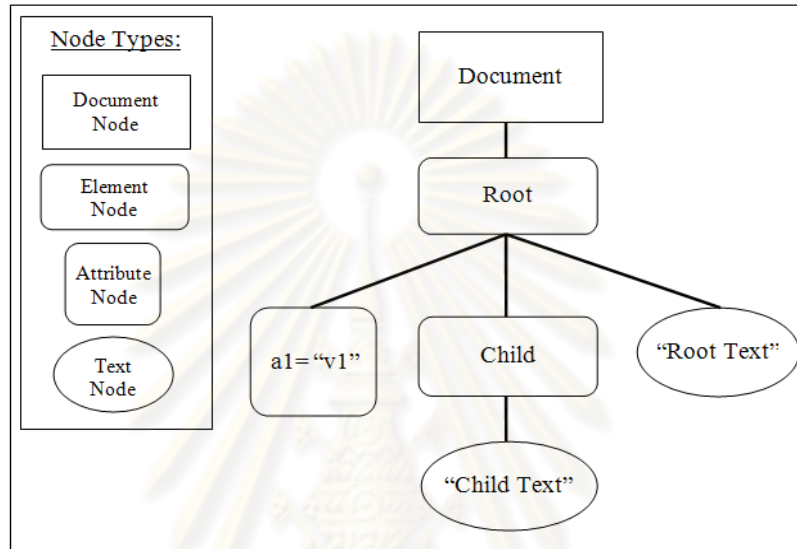 Node Types:
Document
Node
Element
Node
Attribute
Node
Text
Node
Document
Root
a1=“v1”
Child
“Root Text”
“Child Text”